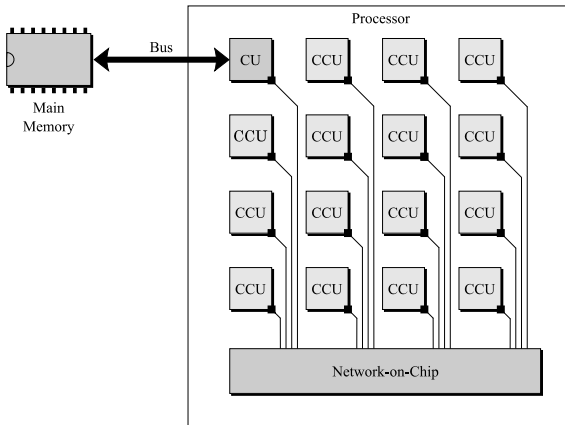 Processor
Bus
CU CCU CCU CCU
Main
Memory
CCU CCU CCU CCU
CCU CCU CCU CCU
CCU CCU CCU CCU
Network-on-Chip